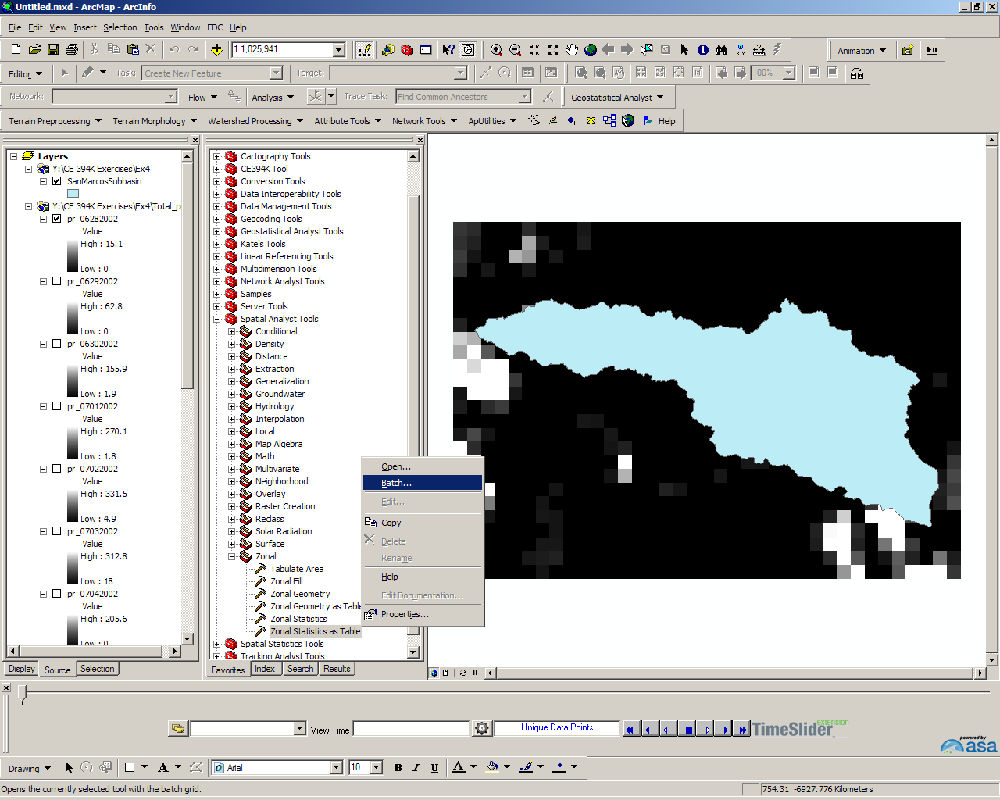 Untitled.mxd - ArcMap - ArcInfo
File Edit View Insert Selection Tools Window EDC Help
1:1,025,941
Animation
Editor Task: Create New Feature Target: 100%
Network: Flow Analysis Trace Task: Find Common Ancestors Geostatistical Analyst
Terrain Preprocessing Terrain Morphology Watershed Processing Attribute Tools Network Tools ApUtilities Help
Layers
Y:\CE 394K Exercises\Ex4
SanMarcosSubbasin
Y:\CE 394K Exercises\Ex4\Total_p
pr_06282002
Value
High : 15.1
Low : 0
pr_06292002
Value
High : 62.8
Low : 0
pr_06302002
Value
High : 155.9
Low : 1.9
pr_07012002
Value
High : 270.1
Low : 1.8
pr_07022002
Value
High : 331.5
Low : 4.9
pr_07032002
Value
High : 312.8
Low : 18
pr_07042002
Value
High : 205.6
Low : 0
Display Source Selection
Cartography Tools
CE394K Tool
Conversion Tools
Data Interoperability Tools
Data Management Tools
Geocoding Tools
Geostatistical Analyst Tools
Kate's Tools
Linear Referencing Tools
Multidimension Tools
Network Analyst Tools
Samples
Server Tools
Spatial Analyst Tools
Conditional
Density
Distance
Extraction
Generalization
Groundwater
Hydrology
Interpolation
Local
Map Algebra
Math
Multivariate
Neighborhood
Overlay
Raster Creation
Reclass
Solar Radiation
Surface
Zonal
Tabulate Area
Zonal Fill
Zonal Geometry
Zonal Geometry as Table
Zonal Statistics
Zonal Statistics as Table
Spatial Statistics Tools
Tracking Analyst Tools
Favorites Index Search Results
Open...
Batch...
Edit...
Copy
Delete
Rename
Help
Edit Documentation...
Properties...
View Time Unique Data Points TimeSlider extension
powered by
asa
Drawing A Arial 10 B I U A
Opens the currently selected tool with the batch grid. 754.31 -6927.776 Kilometers